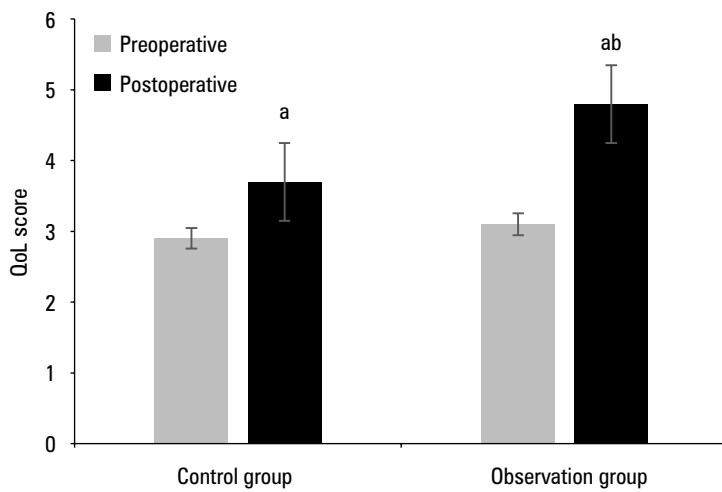 6
5
4
3
2
1
0
QoL score
Preoperative
Postoperative
a
ab
Control group
Observation group